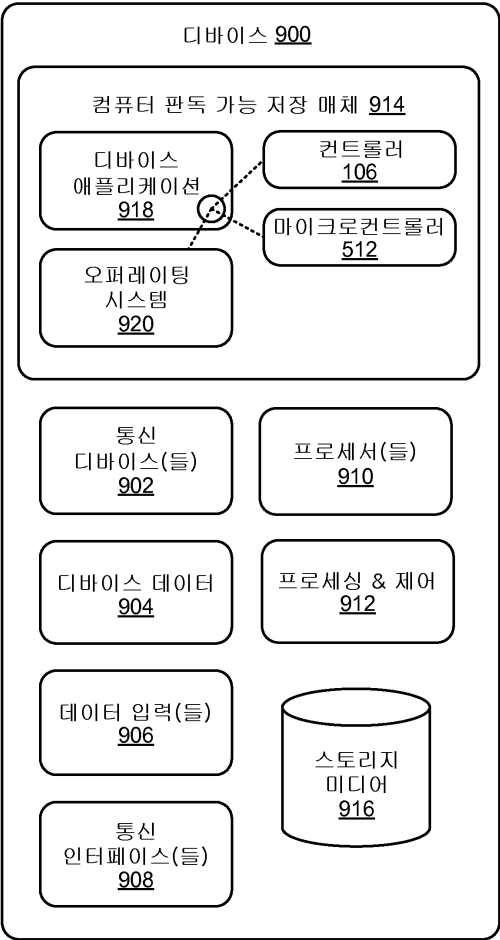 디바이스 900
컴퓨터 판독 가능 저장 매체 914
디바이스
애플리케이션
918
컨트롤러
106
마이크로컨트롤러
512
오퍼레이팅
시스템
920
통신
디바이스(들)
902
프로세서(들)
910
디바이스 데이터
904
프로세싱 & 제어
912
데이터 입력(들)
906
스토리지
미디어
916
통신
인터페이스(들)
908